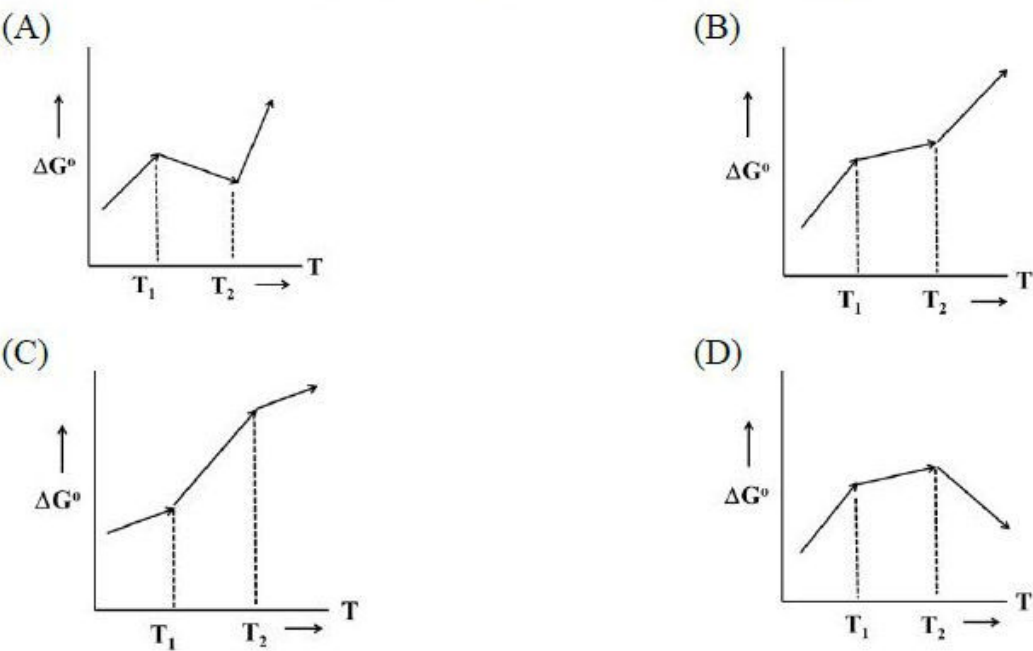 (A)
ΔG°
T
T₁ T₂
(B)
ΔG°
T
T₁ T₂
(C)
ΔG°
T
T₁ T₂
(D)
ΔG°
T
T₁ T₂